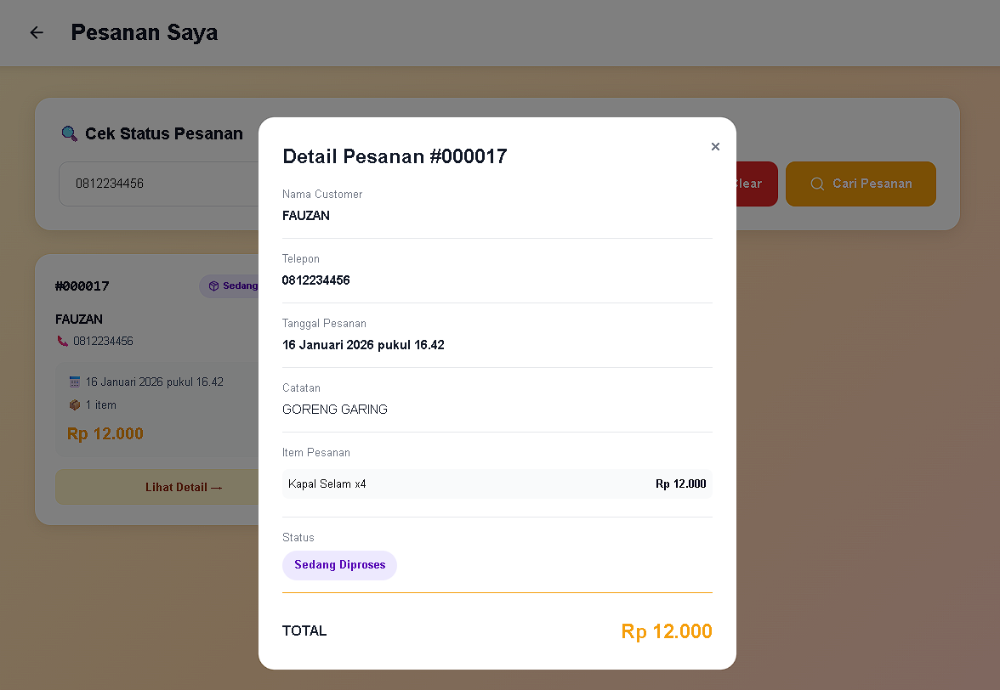 Pesanan Saya
Cek Status Pesanan
0812234456
Clear
Cari Pesanan
#000017
Sedang
FAUZAN
0812234456
16 Januari 2026 pukul 16.42
1 item
Rp 12.000
Lihat Detail →
Detail Pesanan #000017
×
Nama Customer
FAUZAN
Telepon
0812234456
Tanggal Pesanan
16 Januari 2026 pukul 16.42
Catatan
GORENG GARING
Item Pesanan
Kapal Selam x4 Rp 12.000
Status
Sedang Diproses
TOTAL Rp 12.000